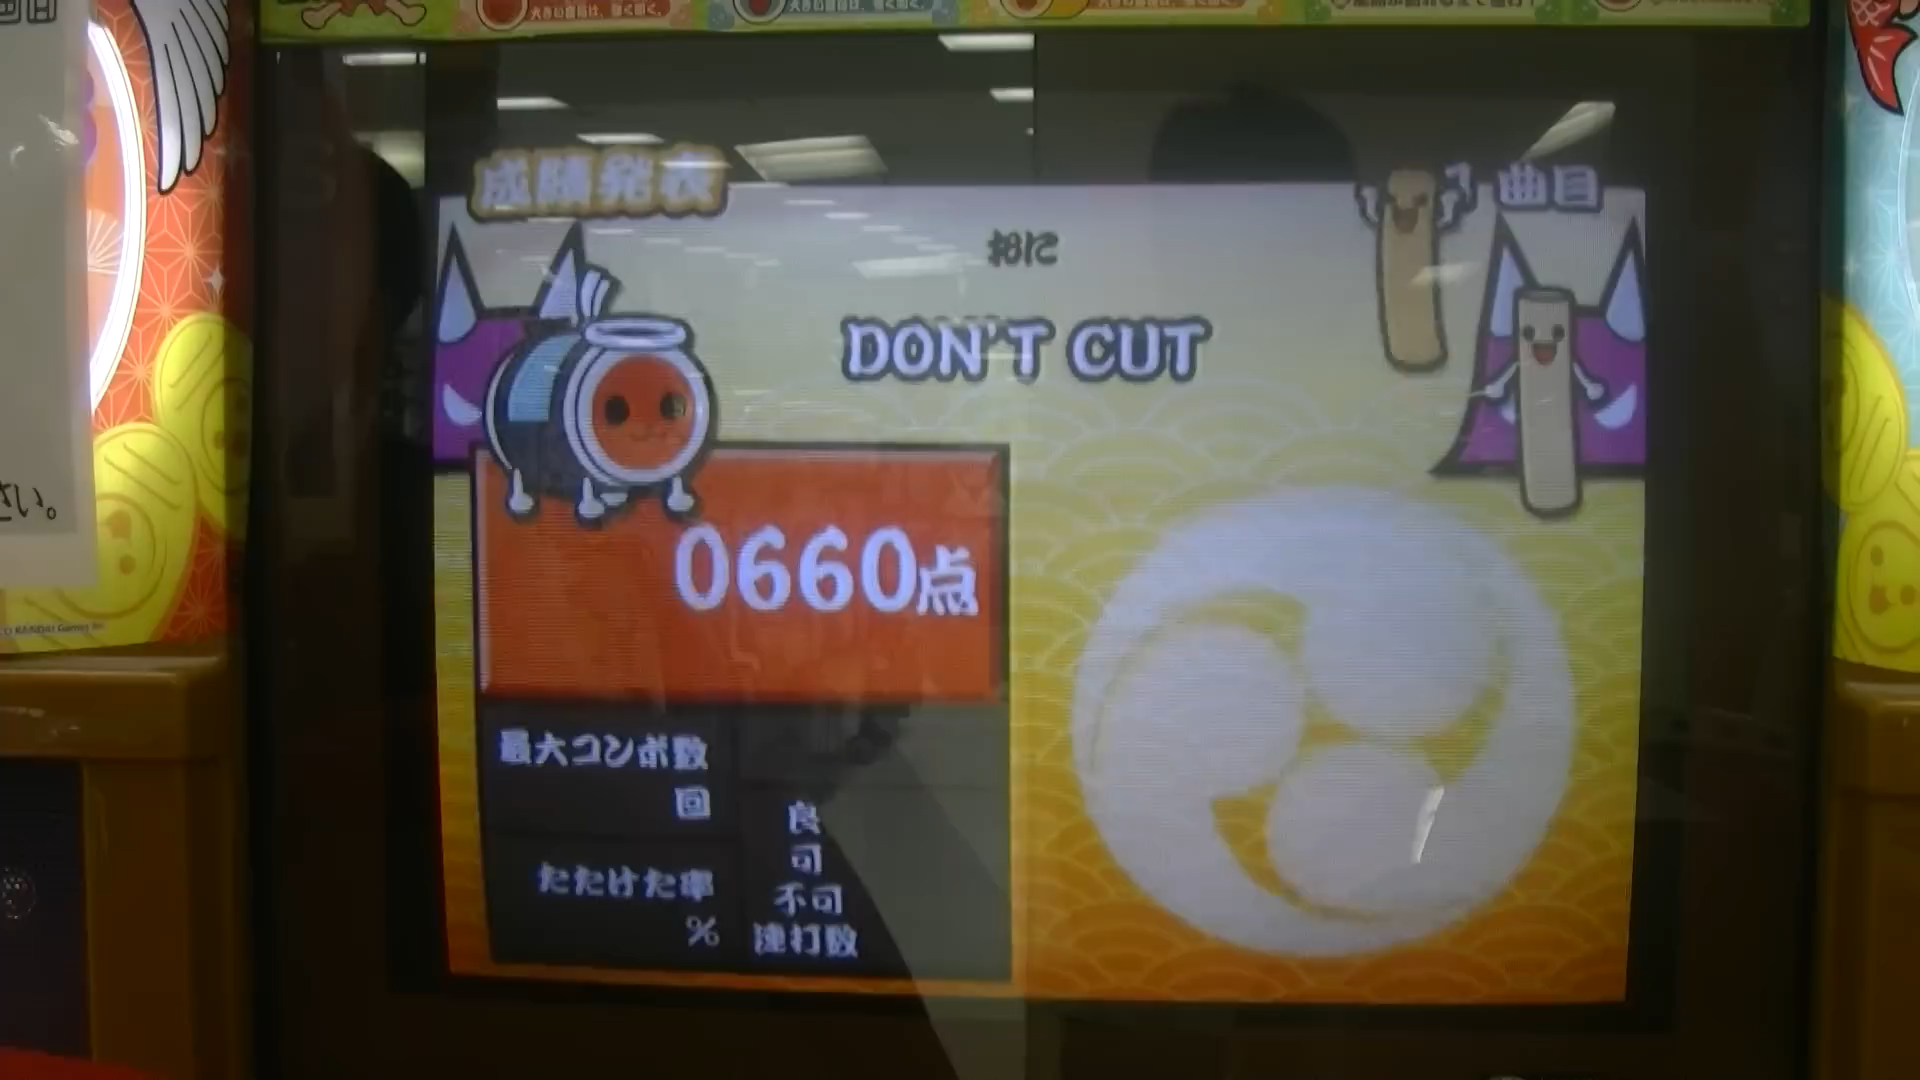 成績発表
曲目
おに
DON'T CUT
0660点
最大コンボ数
回
たたけた率
%
良
可
不可
連打数
さい。